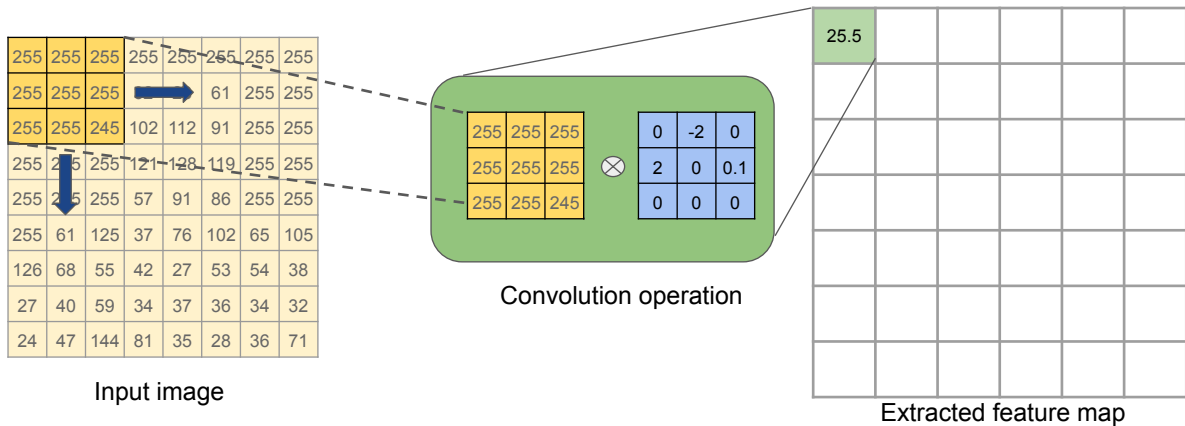 255 255 255 255 255 255 255 255
255 255 255 61 255 255
255 255 245 102 112 91 255 255
255 255 121 128 119 255 255
255 255 57 91 86 255 255
255 61 125 37 76 102 65 105
126 68 55 42 27 53 54 38
27 40 59 34 37 36 34 32
24 47 144 81 35 28 36 71
Input image
255 255 255
255 255 255
255 255 245
0 -2 0
2 0 0.1
0 0 0
Convolution operation
25.5
Extracted feature map